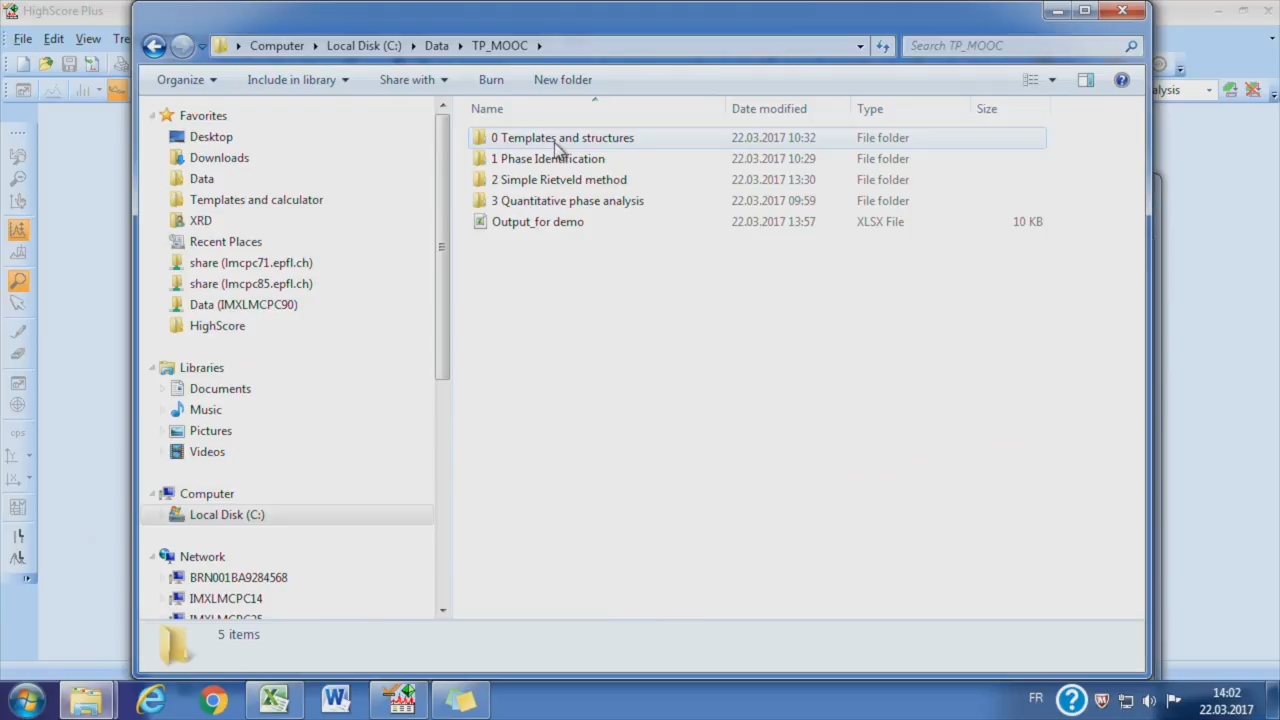 HighScore Plus
File Edit View Tre
Computer Local Disk (C:) Data TP_MOOC
Search TP_MOOC
Organize Include in library Share with Burn New folder
alysis
Name Date modified Type Size
0 Templates and structures 22.03.2017 10:32 File folder
1 Phase Identification 22.03.2017 10:29 File folder
2 Simple Rietveld method 22.03.2017 13:30 File folder
3 Quantitative phase analysis 22.03.2017 09:59 File folder
Output_for demo 22.03.2017 13:57 XLSX File 10 KB
Favorites
Desktop
Downloads
Data
Templates and calculator
XRD
Recent Places
share (lmcpc71.epfl.ch)
share (lmcpc85.epfl.ch)
Data (IMXLMCPC90)
HighScore
Libraries
Documents
Music
Pictures
Videos
Computer
Local Disk (C:)
Network
BRN001BA9284568
IMXLMCPC14
IMXLMCPC25
cps
5 items
FR
14:02
22.03.2017